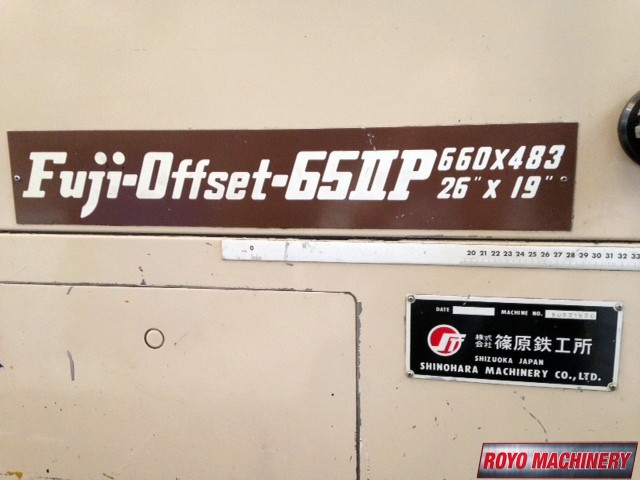 Fuji-Offset-65IIP 660X483
26" X 19"
0 20 21 22 23 24 25 26 27 28 29 30 31 32 33
DATE MACHINE NO.
株式会社 篠原鉄工所
SHIZUOKA JAPAN
SHINOHARA MACHINERY CO., LTD.
ROYO MACHINERY